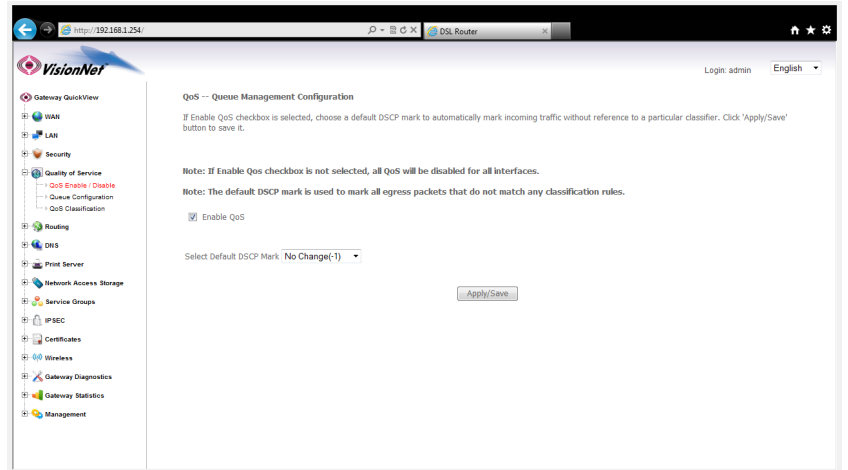 http://192.168.1.254/
DSL Router
VisionNet
Login: admin
English
Gateway QuickView
WAN
LAN
Security
Quality of Service
QoS Enable / Disable
Queue Configuration
QoS Classification
Routing
DNS
Print Server
Network Access Storage
Service Groups
IPSEC
Certificates
Wireless
Gateway Diagnostics
Gateway Statistics
Management
QoS -- Queue Management Configuration
If Enable QoS checkbox is selected, choose a default DSCP mark to automatically mark incoming traffic without reference to a particular classifier. Click 'Apply/Save'
button to save it.
Note: If Enable Qos checkbox is not selected, all QoS will be disabled for all interfaces.
Note: The default DSCP mark is used to mark all egress packets that do not match any classification rules.
Enable QoS
Select Default DSCP Mark No Change(-1)
Apply/Save